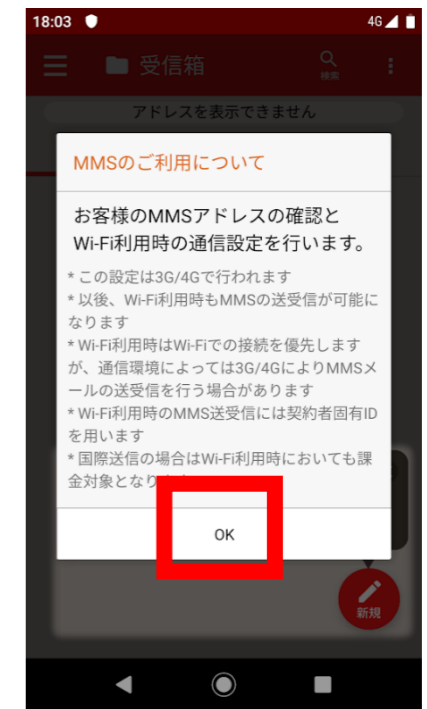 18:03
4G
受信箱
検索
アドレスを表示できません
MMSのご利用について
お客様のMMSアドレスの確認と
Wi-Fi利用時の通信設定を行います。
* この設定は3G/4Gで行われます
* 以後、Wi-Fi利用時もMMSの送受信が可能に
なります
* Wi-Fi利用時はWi-Fiでの接続を優先します
が、通信環境によっては3G/4GによりMMSメ
ールの送受信を行う場合があります
* Wi-Fi利用時のMMS送受信には契約者固有ID
を用います
* 国際送信の場合はWi-Fi利用時においても課
金対象とな
OK
新規